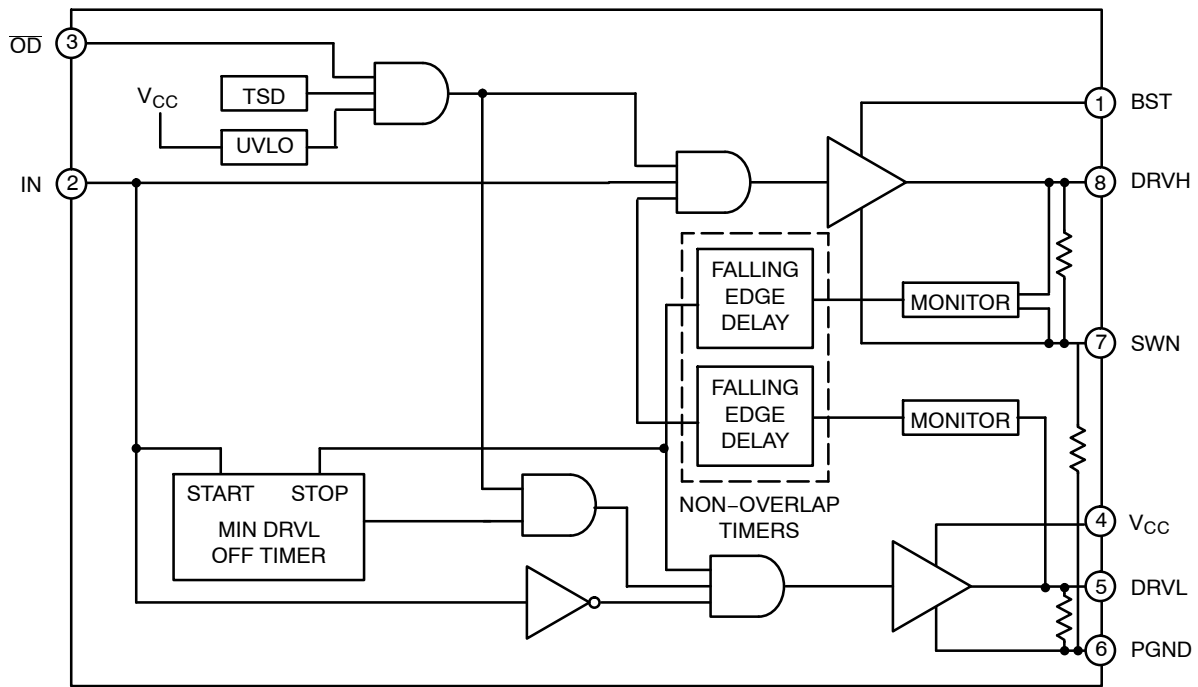 OD
3
TSD
VCC
UVLO
IN
2
1
BST
8
DRVH
FALLING
EDGE
DELAY
MONITOR
7
SWN
FALLING
EDGE
DELAY
MONITOR
START
STOP
MIN DRVL
OFF TIMER
NON−OVERLAP
TIMERS
4
VCC
5
DRVL
6
PGND